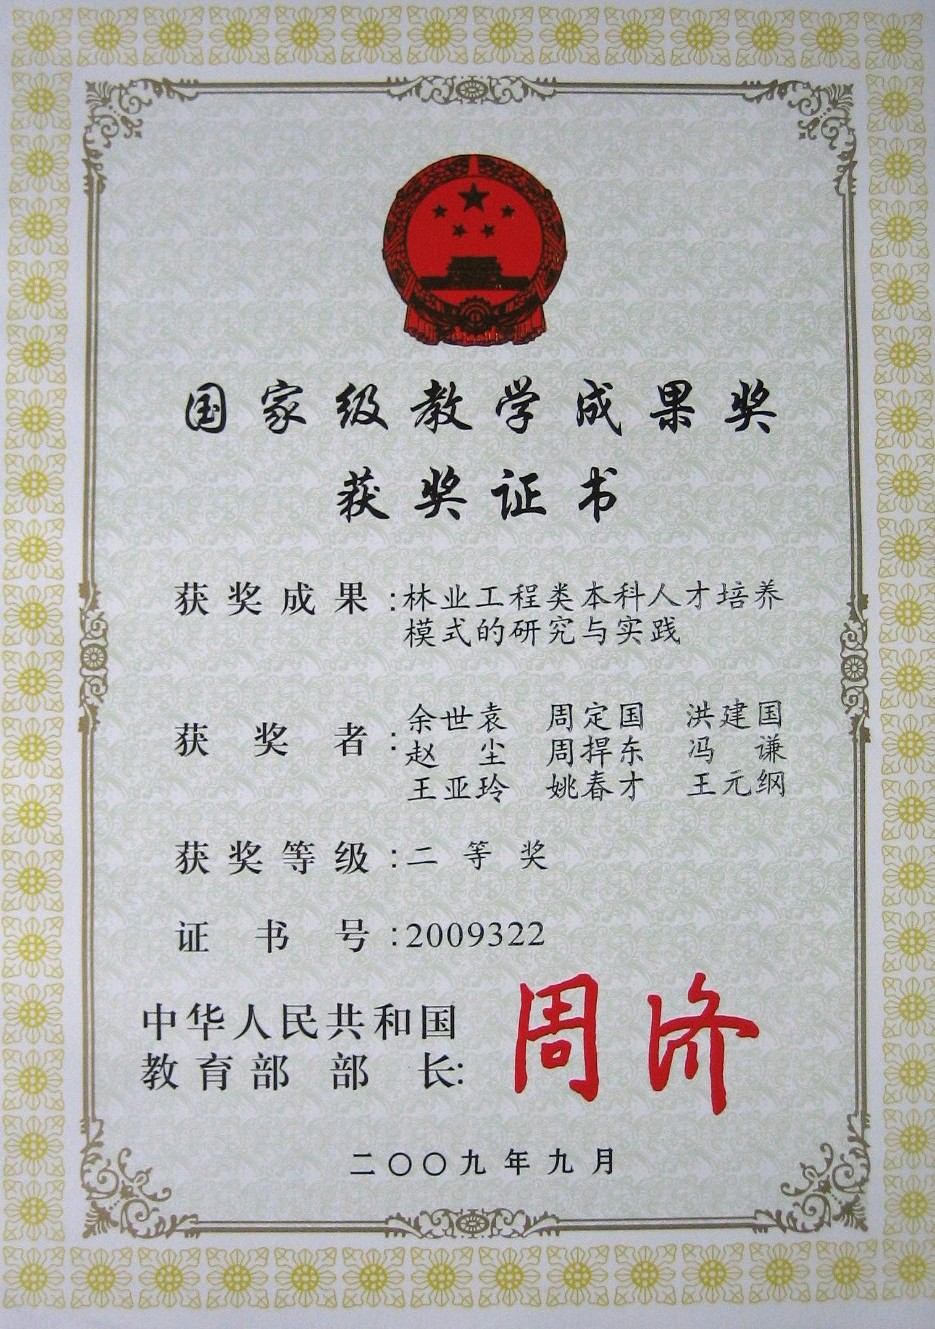 国家级教学成果奖
获奖证书
获奖成果:林业工程类本科人才培养
模式的研究与实践
获奖者:余世袁 周定国 洪建国
赵尘 周捍东 冯谦
王亚玲 姚春才 王元纲
获奖等级:二等奖
证书号:2009322
中华人民共和国
教育部部长:周济
二〇〇九年九月